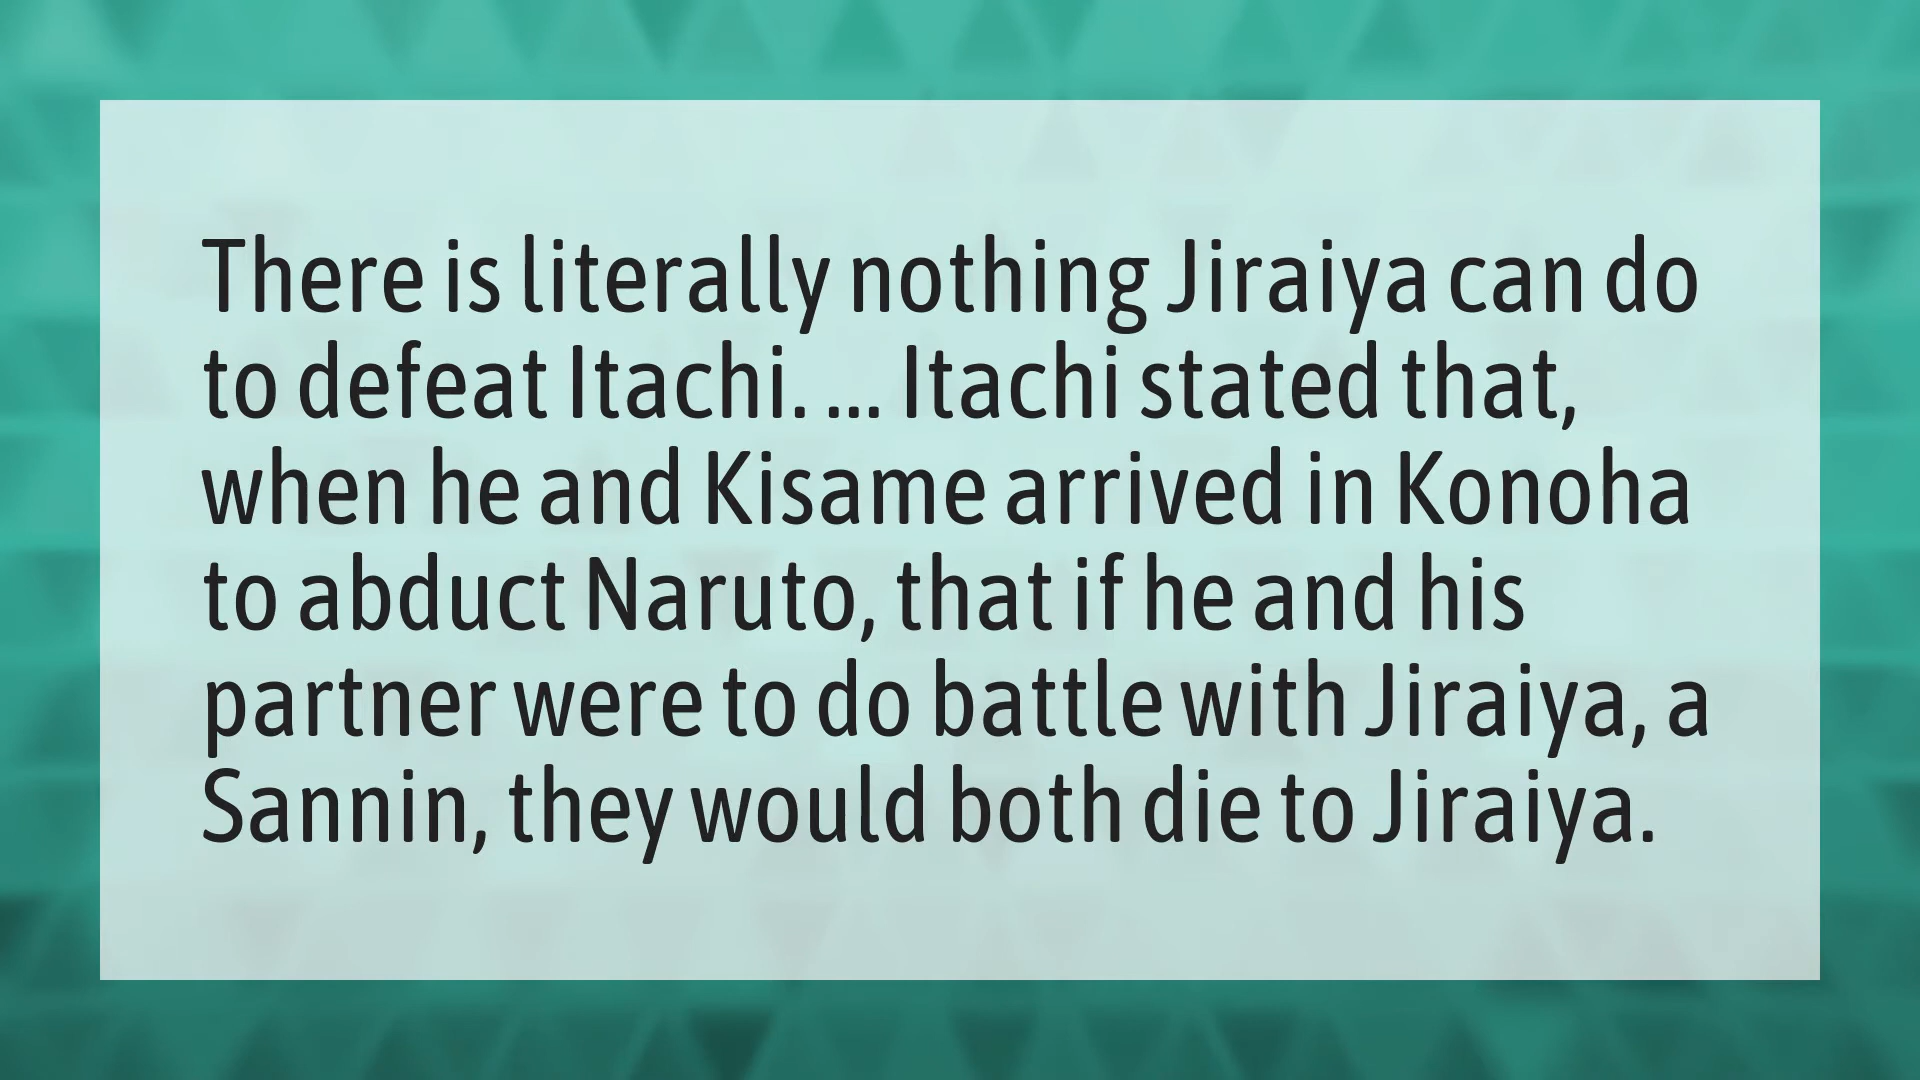 There is literally nothing Jiraiya can do
to defeat Itachi. ... Itachi stated that,
when he and Kisame arrived in Konoha
to abduct Naruto, that if he and his
partner were to do battle with Jiraiya, a
Sannin, they would both die to Jiraiya.